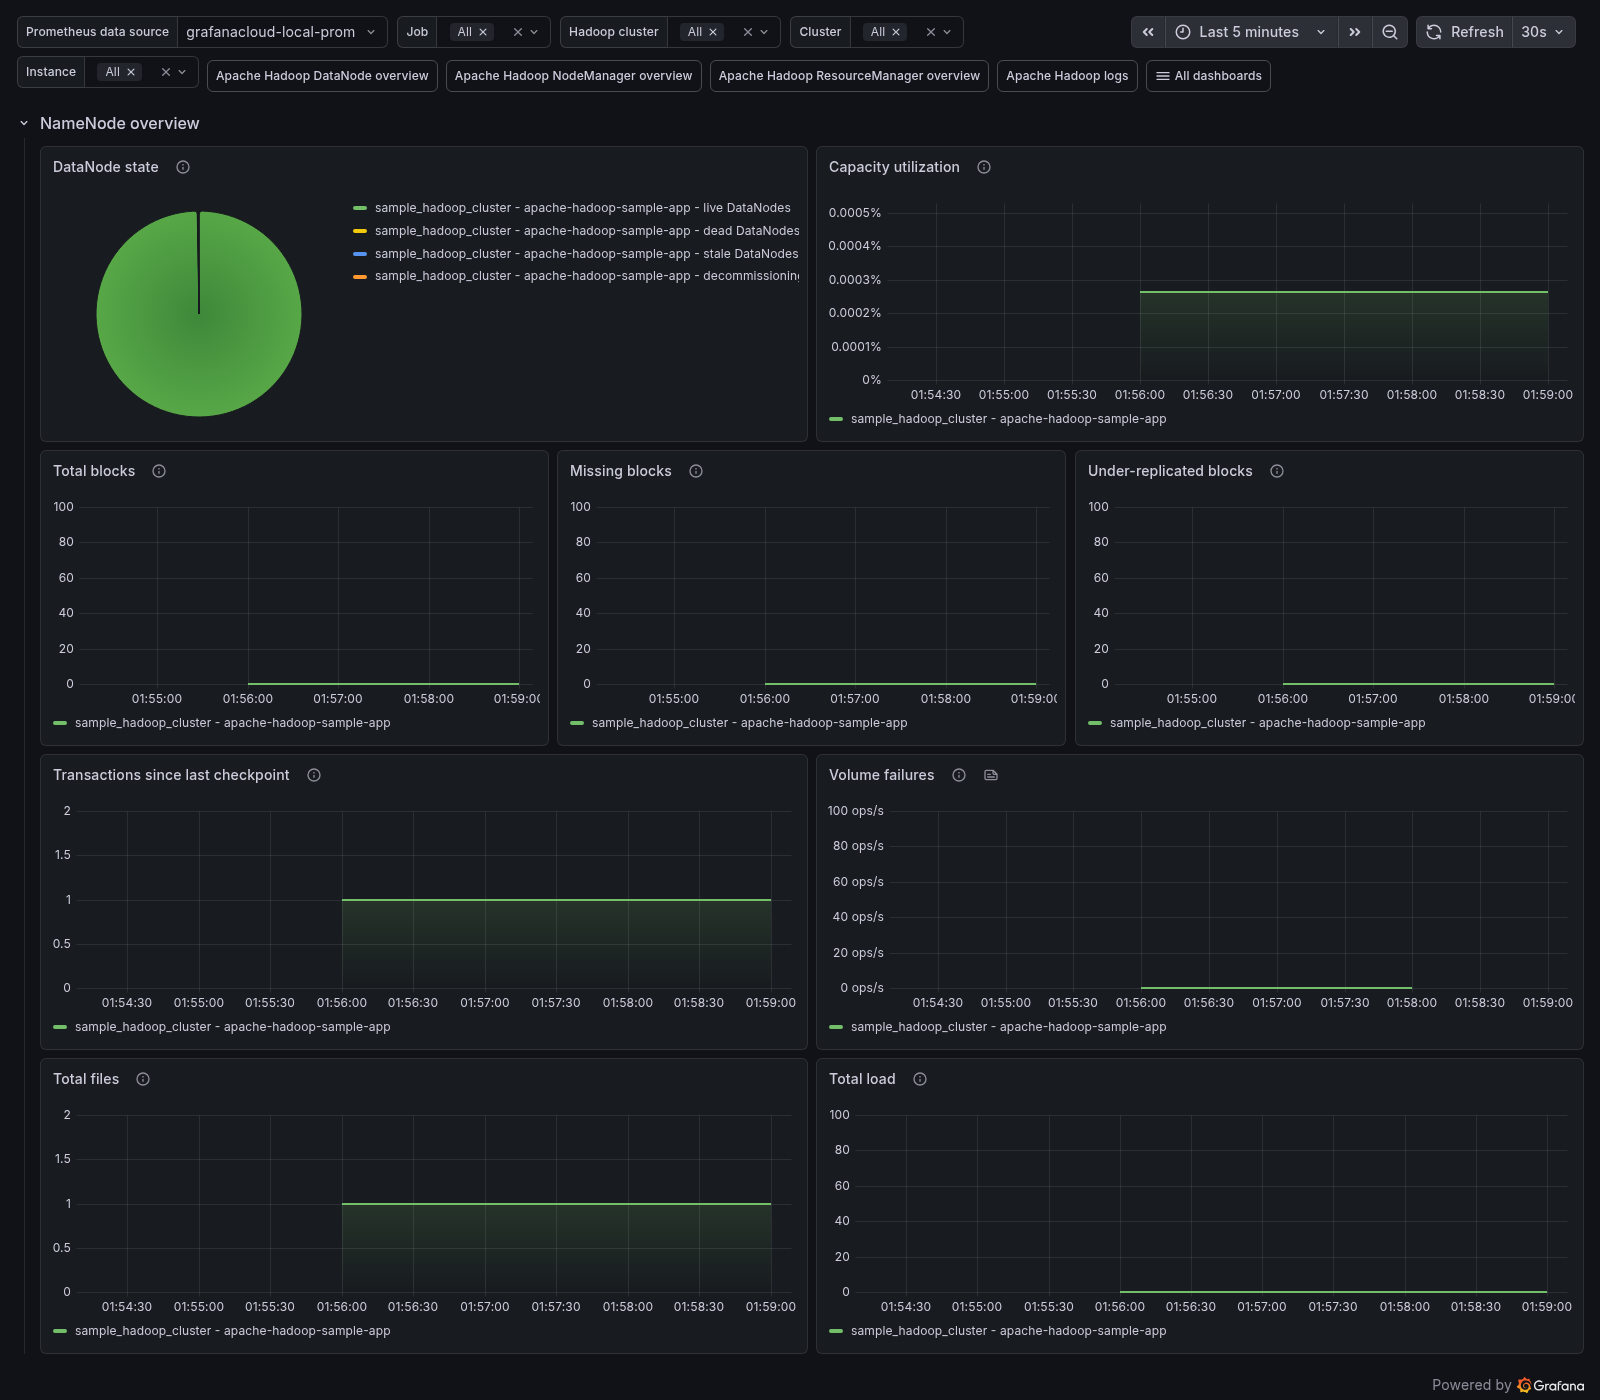 Prometheus data source grafanacloud-local-prom Job All Hadoop cluster All Cluster All Last 5 minutes Refresh 30s
Instance All Apache Hadoop DataNode overview Apache Hadoop NodeManager overview Apache Hadoop ResourceManager overview Apache Hadoop logs All dashboards
NameNode overview
DataNode state
sample_hadoop_cluster - apache-hadoop-sample-app - live DataNodes
sample_hadoop_cluster - apache-hadoop-sample-app - dead DataNodes
sample_hadoop_cluster - apache-hadoop-sample-app - stale DataNodes
sample_hadoop_cluster - apache-hadoop-sample-app - decommissioning
Capacity utilization
0.0005%
0.0004%
0.0003%
0.0002%
0.0001%
0%
01:54:30 01:55:00 01:55:30 01:56:00 01:56:30 01:57:00 01:57:30 01:58:00 01:58:30 01:59:00
sample_hadoop_cluster - apache-hadoop-sample-app
Total blocks
100
80
60
40
20
0
01:55:00 01:56:00 01:57:00 01:58:00 01:59:00
sample_hadoop_cluster - apache-hadoop-sample-app
Missing blocks
100
80
60
40
20
0
01:55:00 01:56:00 01:57:00 01:58:00 01:59:00
sample_hadoop_cluster - apache-hadoop-sample-app
Under-replicated blocks
100
80
60
40
20
0
01:55:00 01:56:00 01:57:00 01:58:00 01:59:00
sample_hadoop_cluster - apache-hadoop-sample-app
Transactions since last checkpoint
2
1.5
1
0.5
0
01:54:30 01:55:00 01:55:30 01:56:00 01:56:30 01:57:00 01:57:30 01:58:00 01:58:30 01:59:00
sample_hadoop_cluster - apache-hadoop-sample-app
Volume failures
100 ops/s
80 ops/s
60 ops/s
40 ops/s
20 ops/s
0 ops/s
01:54:30 01:55:00 01:55:30 01:56:00 01:56:30 01:57:00 01:57:30 01:58:00 01:58:30 01:59:00
sample_hadoop_cluster - apache-hadoop-sample-app
Total files
2
1.5
1
0.5
0
01:54:30 01:55:00 01:55:30 01:56:00 01:56:30 01:57:00 01:57:30 01:58:00 01:58:30 01:59:00
sample_hadoop_cluster - apache-hadoop-sample-app
Total load
100
80
60
40
20
0
01:54:30 01:55:00 01:55:30 01:56:00 01:56:30 01:57:00 01:57:30 01:58:00 01:58:30 01:59:00
sample_hadoop_cluster - apache-hadoop-sample-app
Powered by Grafana